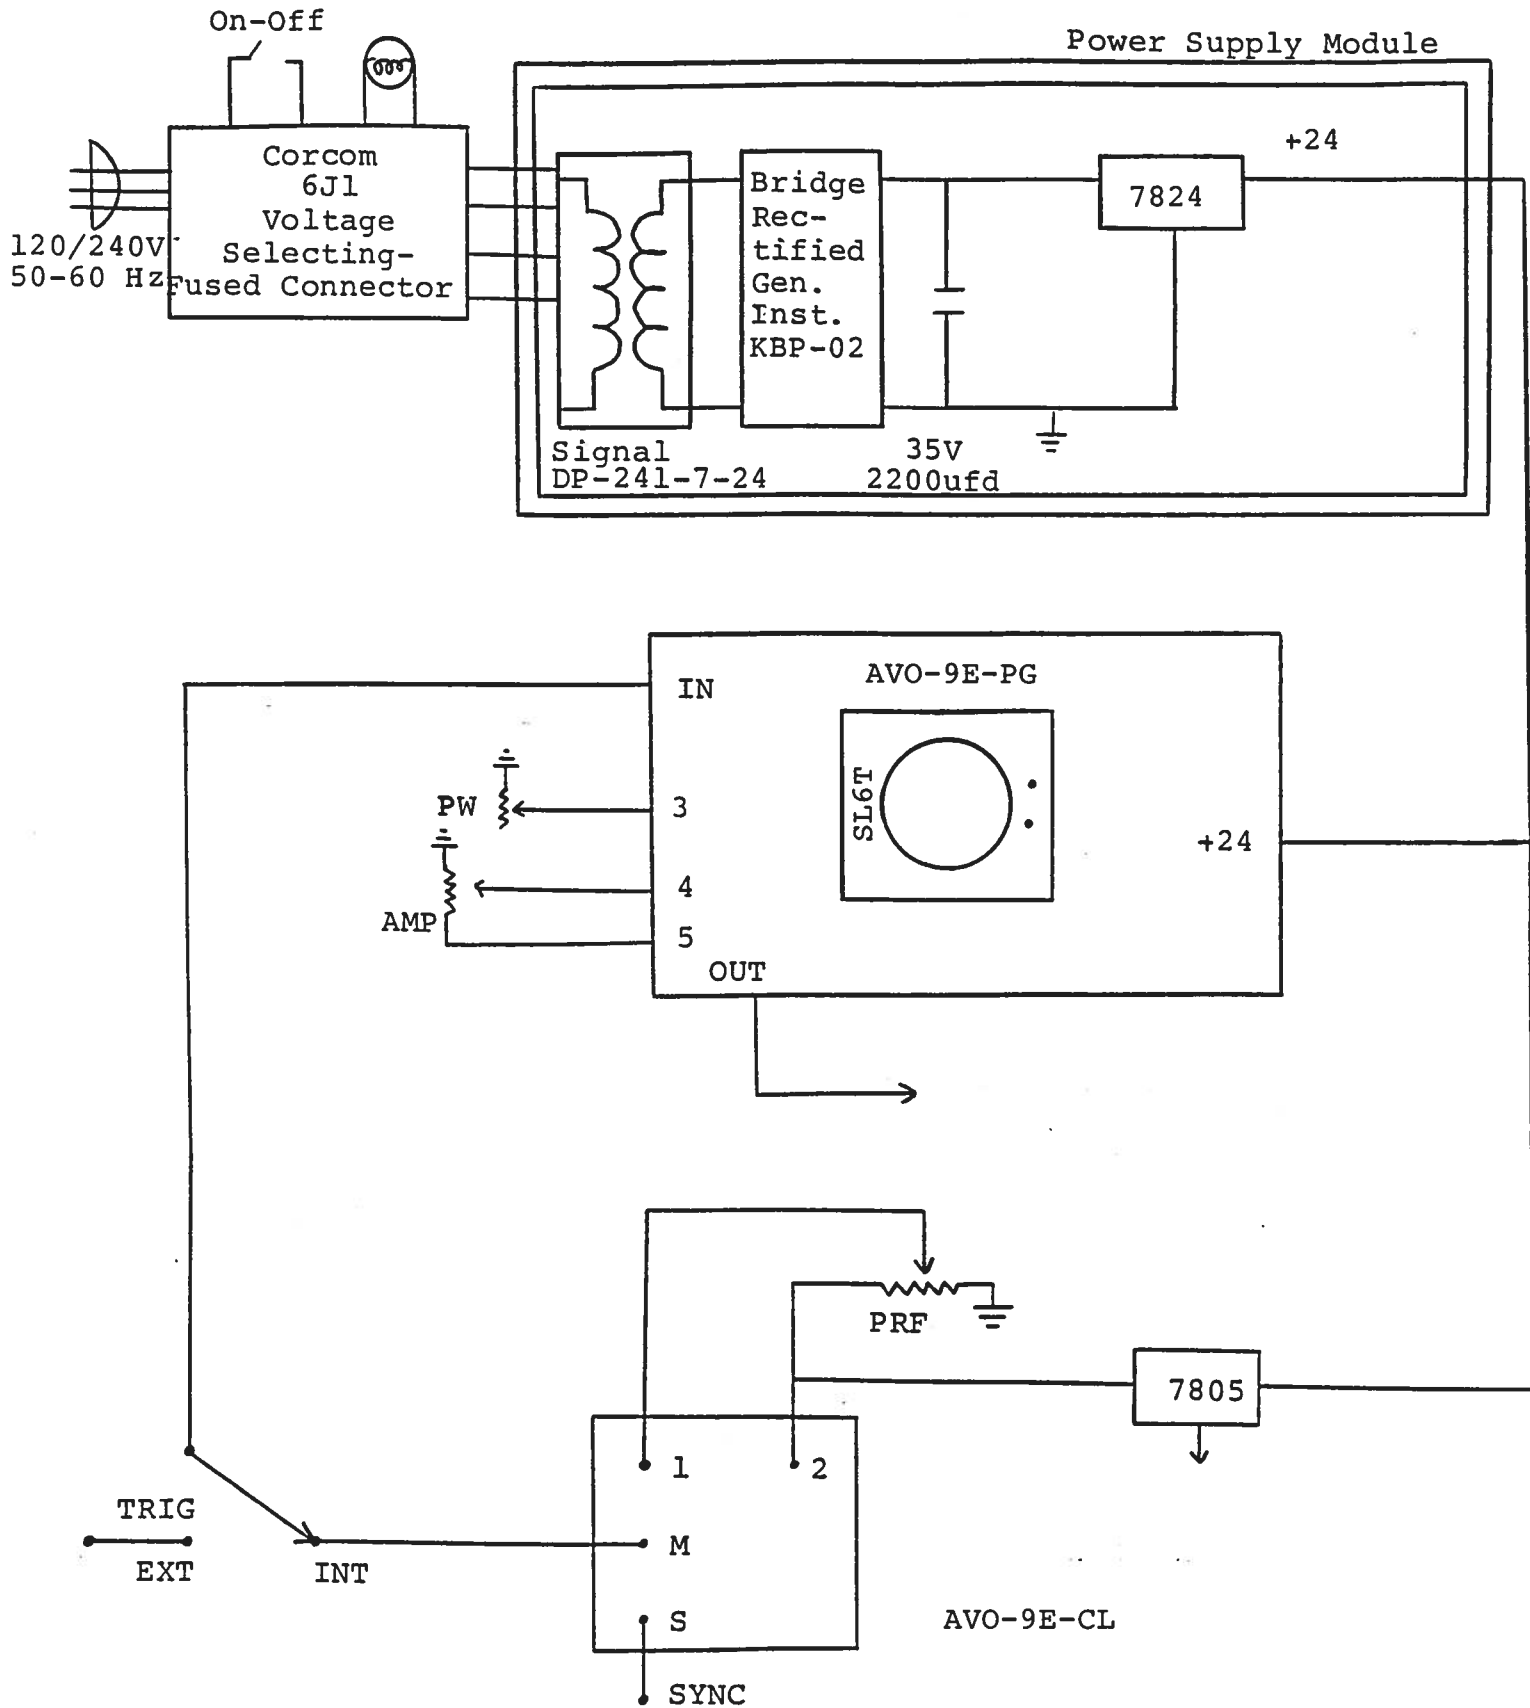 On-Off
Power Supply Module
+24
Corcom
6J1
Voltage
Selecting-
Fused Connector
120/240V
50-60 Hz
Bridge
Rec-
tified
Gen.
Inst.
KBP-02
7824
Signal
DP-241-7-24
35V
2200ufd
AVO-9E-PG
IN
SL6T
PW
3
+24
4
AMP
5
OUT
PRF
7805
1
2
TRIG
EXT
INT
M
S
AVO-9E-CL
SYNC